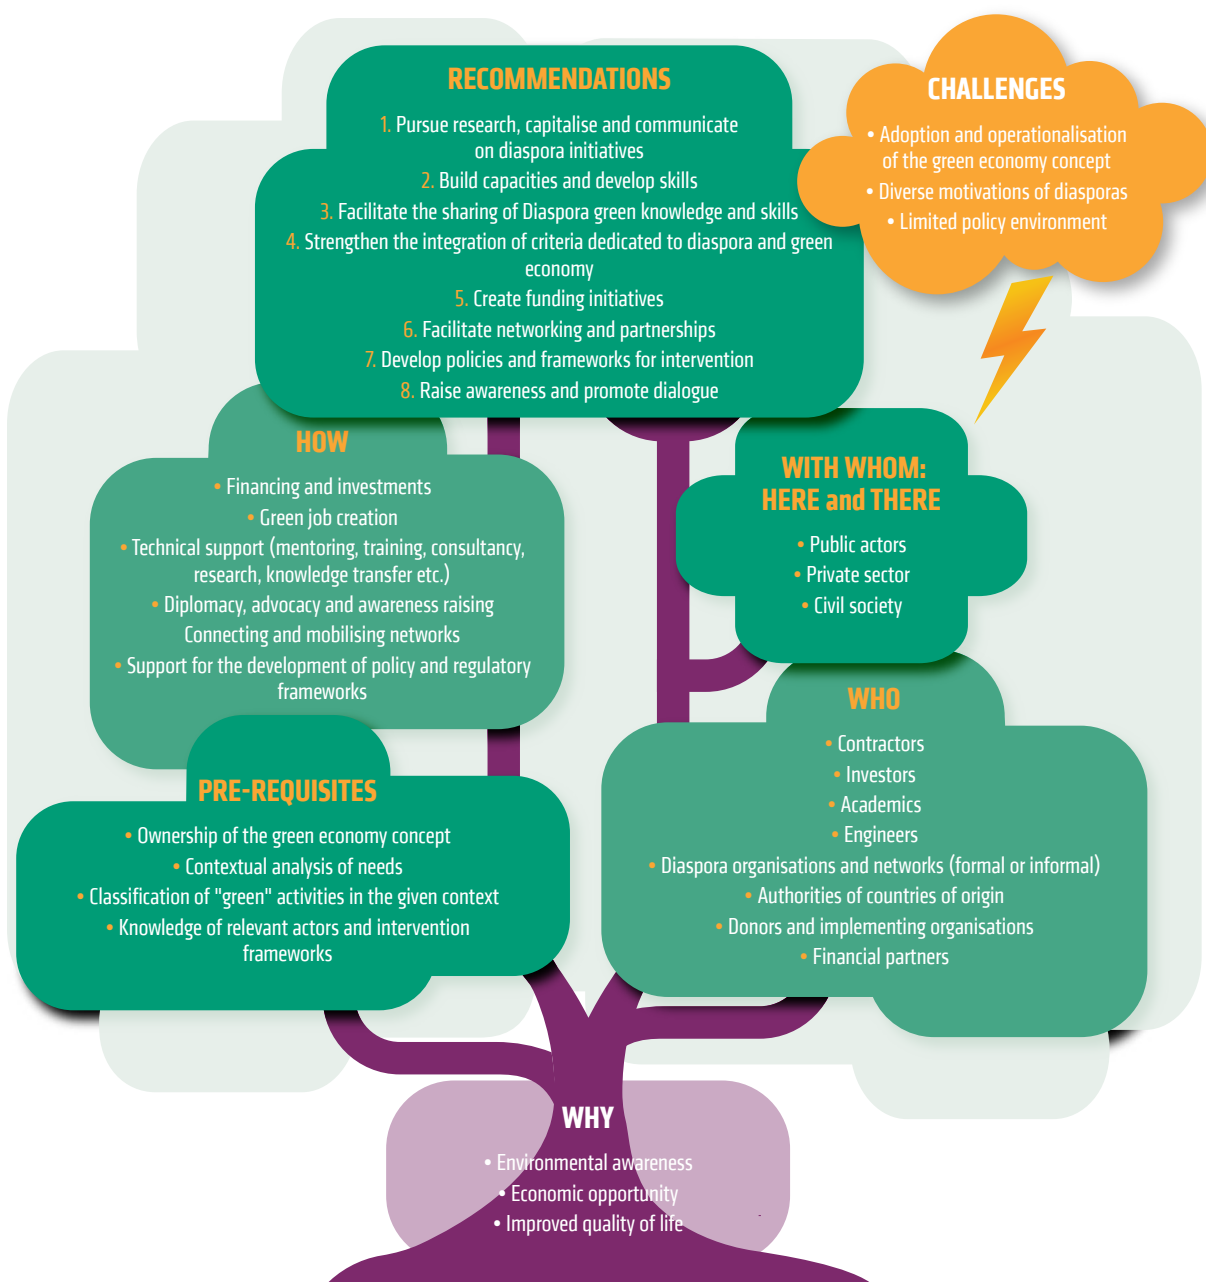 RECOMMENDATIONS
1. Pursue research, capitalise and communicate
on diaspora initiatives
2. Build capacities and develop skills
3. Facilitate the sharing of Diaspora green knowledge and skills
4. Strengthen the integration of criteria dedicated to diaspora and green
economy
5. Create funding initiatives
6. Facilitate networking and partnerships
7. Develop policies and frameworks for intervention
8. Raise awareness and promote dialogue
CHALLENGES
• Adoption and operationalisation
of the green economy concept
• Diverse motivations of diasporas
• Limited policy environment
HOW
• Financing and investments
• Green job creation
• Technical support (mentoring, training, consultancy,
research, knowledge transfer etc.)
• Diplomacy, advocacy and awareness raising
Connecting and mobilising networks
• Support for the development of policy and regulatory
frameworks
WITH WHOM:
HERE and THERE
• Public actors
• Private sector
• Civil society
WHO
• Contractors
• Investors
• Academics
• Engineers
• Diaspora organisations and networks (formal or informal)
• Authorities of countries of origin
• Donors and implementing organisations
• Financial partners
PRE-REQUISITES
• Ownership of the green economy concept
• Contextual analysis of needs
• Classification of "green" activities in the given context
• Knowledge of relevant actors and intervention
frameworks
WHY
• Environmental awareness
• Economic opportunity
• Improved quality of life